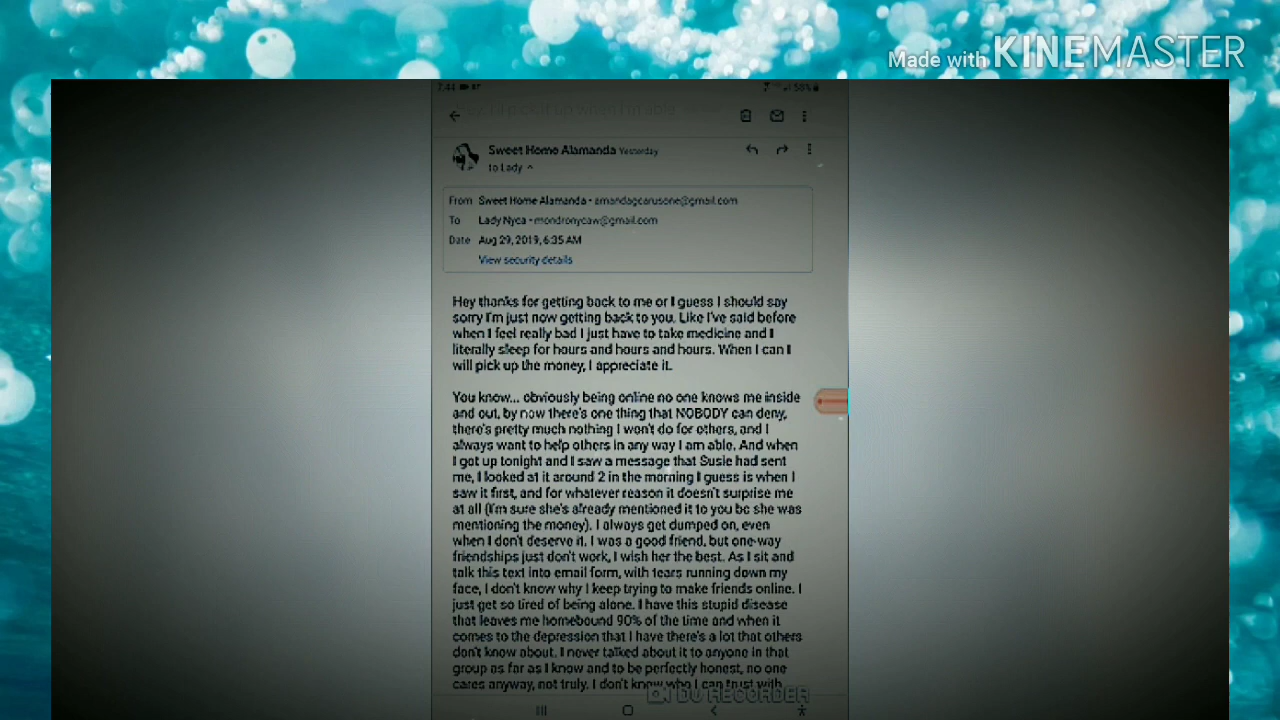 Made with KINEMASTER
7:44
58%
Sweet Home Alamanda Yesterday
to Lady
From Sweet Home Alamanda • amandagcarusone@gmail.com
To Lady Nyca • mondronycaw@gmail.com
Date Aug 29, 2019, 6:35 AM
View security details
Hey thanks for getting back to me or I guess I should say
sorry I'm just now getting back to you. Like I've said before
when I feel really bad I just have to take medicine and I
literally sleep for hours and hours and hours. When I can I
will pick up the money, I appreciate it.
You know... obviously being online no one knows me inside
and out, by now there's one thing that NOBODY can deny,
there's pretty much nothing I won't do for others, and I
always want to help others in any way I am able. And when
I got up tonight and I saw a message that Susie had sent
me, I looked at it around 2 in the morning I guess is when I
saw it first, and for whatever reason it doesn't surprise me
at all (I'm sure she's already mentioned it to you bc she was
mentioning the money). I always get dumped on, even
when I don't deserve it. I was a good friend, but one-way
friendships just don't work, I wish her the best. As I sit and
talk this text into email form, with tears running down my
face, I don't know why I keep trying to make friends online. I
just get so tired of being alone. I have this stupid disease
that leaves me homebound 90% of the time and when it
comes to the depression that I have there's a lot that others
don't know about. I never talked about it to anyone in that
group as far as I know and to be perfectly honest, no one
cares anyway, not truly. I don't know who I can trust with
DU RECORDER